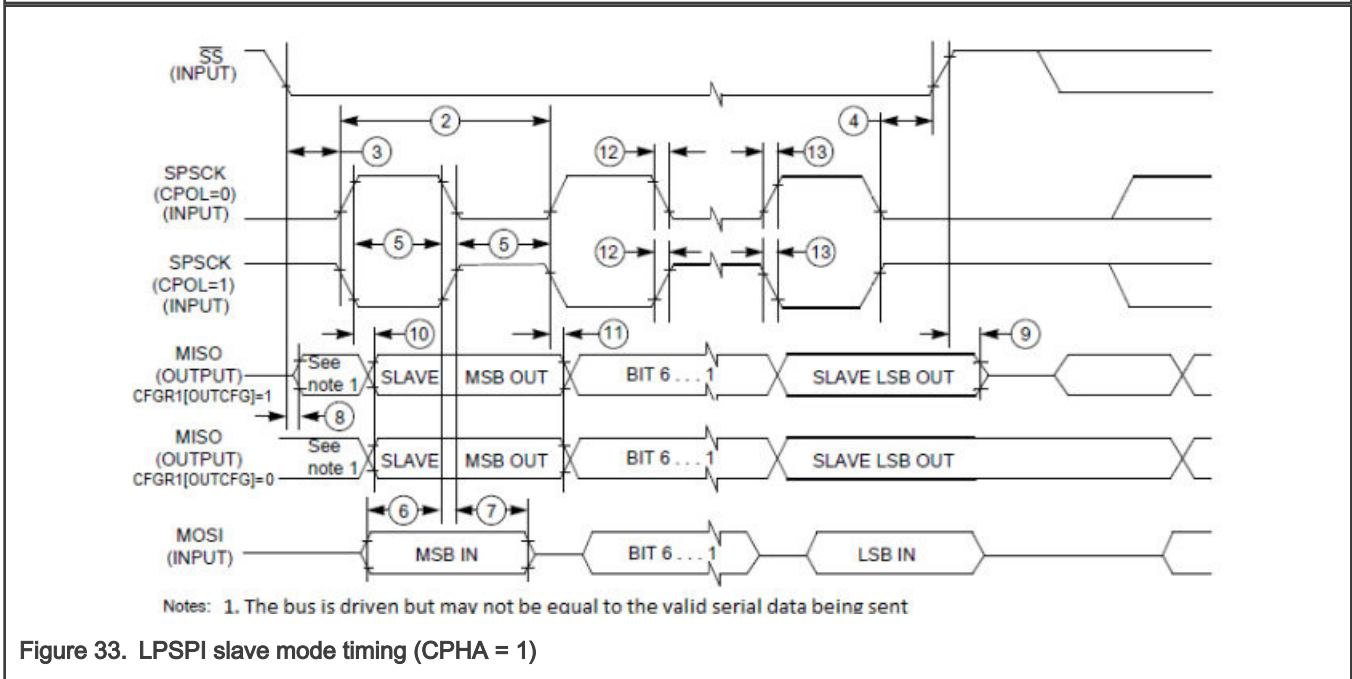 SS
(INPUT)
2
4
3
12
13
SPSCK
(CPOL=0)
(INPUT)
5
5
12
13
SPSCK
(CPOL=1)
(INPUT)
10
11
9
MISO
(OUTPUT)
CFGR1[OUTCFG]=1
See
note 1
SLAVE
MSB OUT
BIT 6 . . . 1
SLAVE LSB OUT
8
MISO
(OUTPUT)
CFGR1[OUTCFG]=0
See
note 1
SLAVE
MSB OUT
BIT 6 . . . 1
SLAVE LSB OUT
6
7
MOSI
(INPUT)
MSB IN
BIT 6 . . . 1
LSB IN
Notes: 1. The bus is driven but may not be equal to the valid serial data being sent
Figure 33. LPSPI slave mode timing (CPHA = 1)